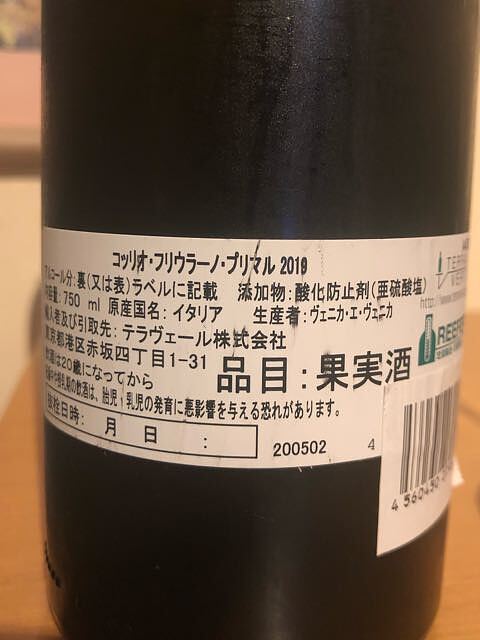 コッリオ・フリウラーノ・プリマル 2019
アルコール分:裏(又は表)ラベルに記載 添加物:酸化防止剤(亜硫酸塩)
内容量:750 ml 原産国名:イタリア 生産者:ヴェニカ・エ・ヴェニカ
輸入者及び引取先:テラヴェール株式会社
東京都港区赤坂四丁目1-31
飲酒は20歳になってから
品目:果実酒
妊娠中や授乳期の飲酒は、胎児・乳児の発育に悪影響を与える恐れがあります。
抜栓日時: 月 日 :
200502 4
http://
REEFER
4 560450